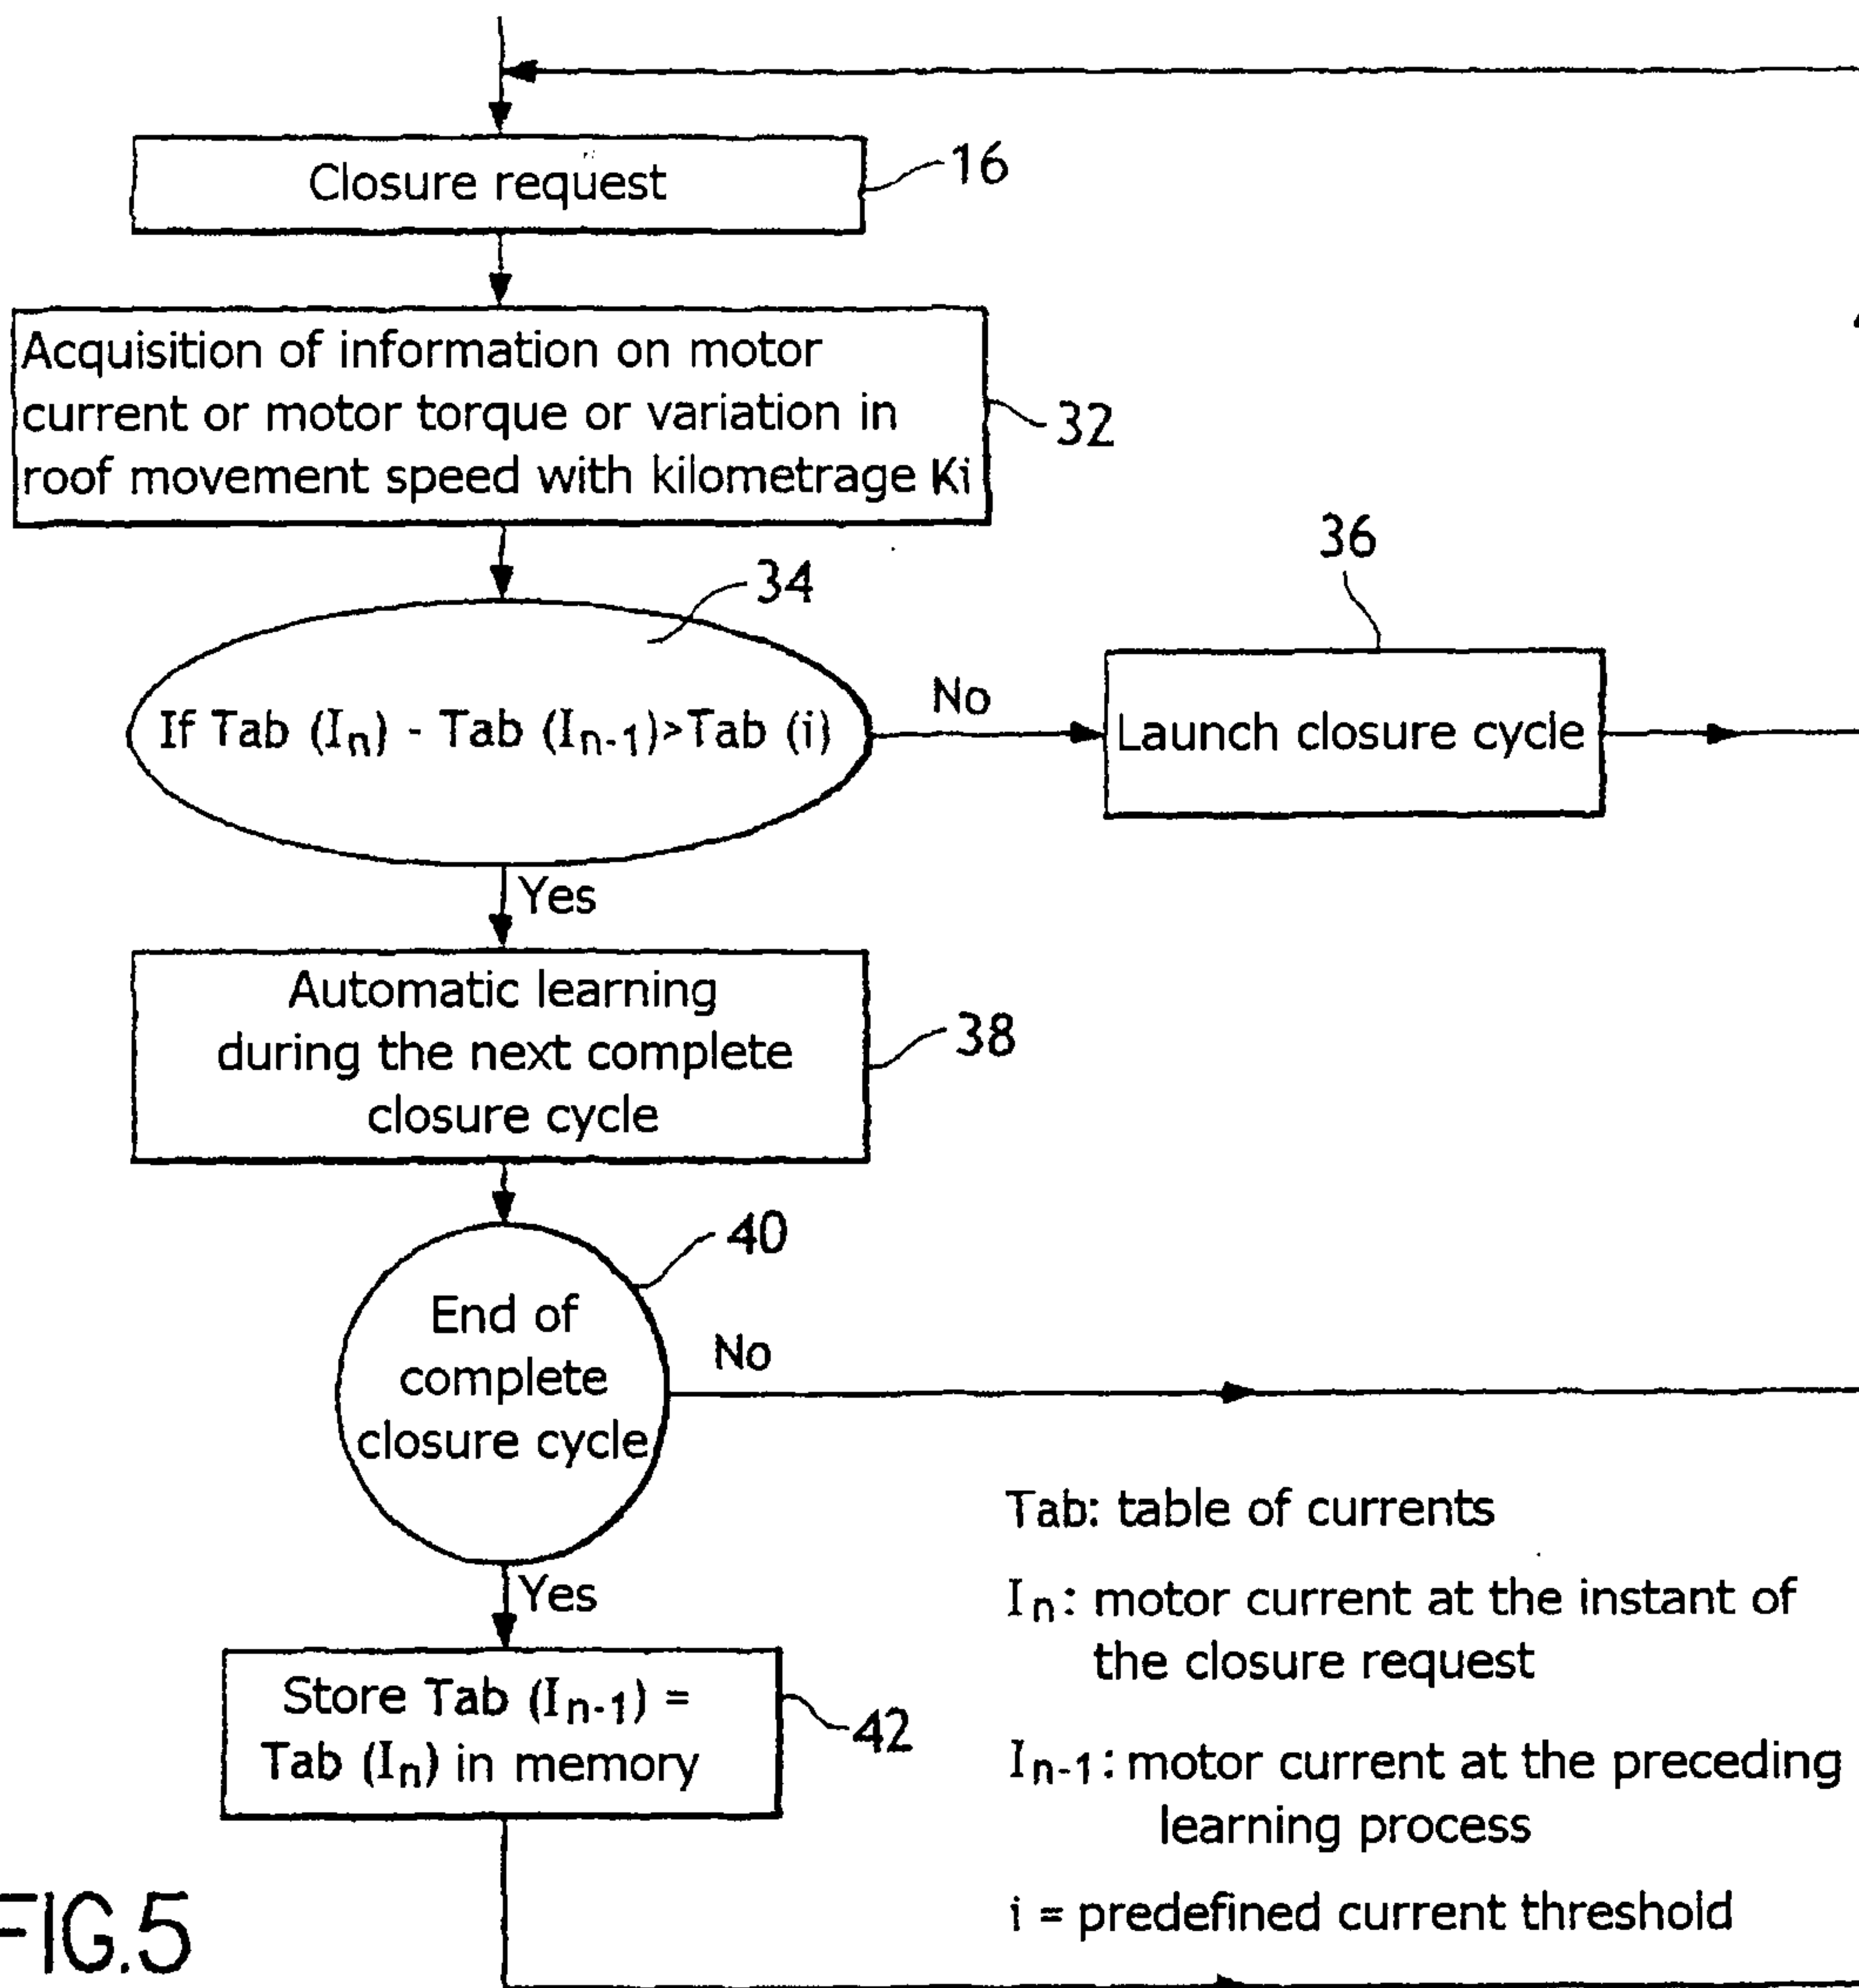 Closure request
16
Acquisition of information on motor
current or motor torque or variation in
roof movement speed with kilometrage Ki
32
34
If Tab (In) - Tab (In-1)>Tab (i)
No
36
Launch closure cycle
Yes
Automatic learning
during the next complete
closure cycle
38
40
End of
complete
closure cycle
No
Yes
Store Tab (In-1) =
Tab (In) in memory
42
Tab: table of currents
In: motor current at the instant of
the closure request
In-1: motor current at the preceding
learning process
i = predefined current threshold
FIG.5